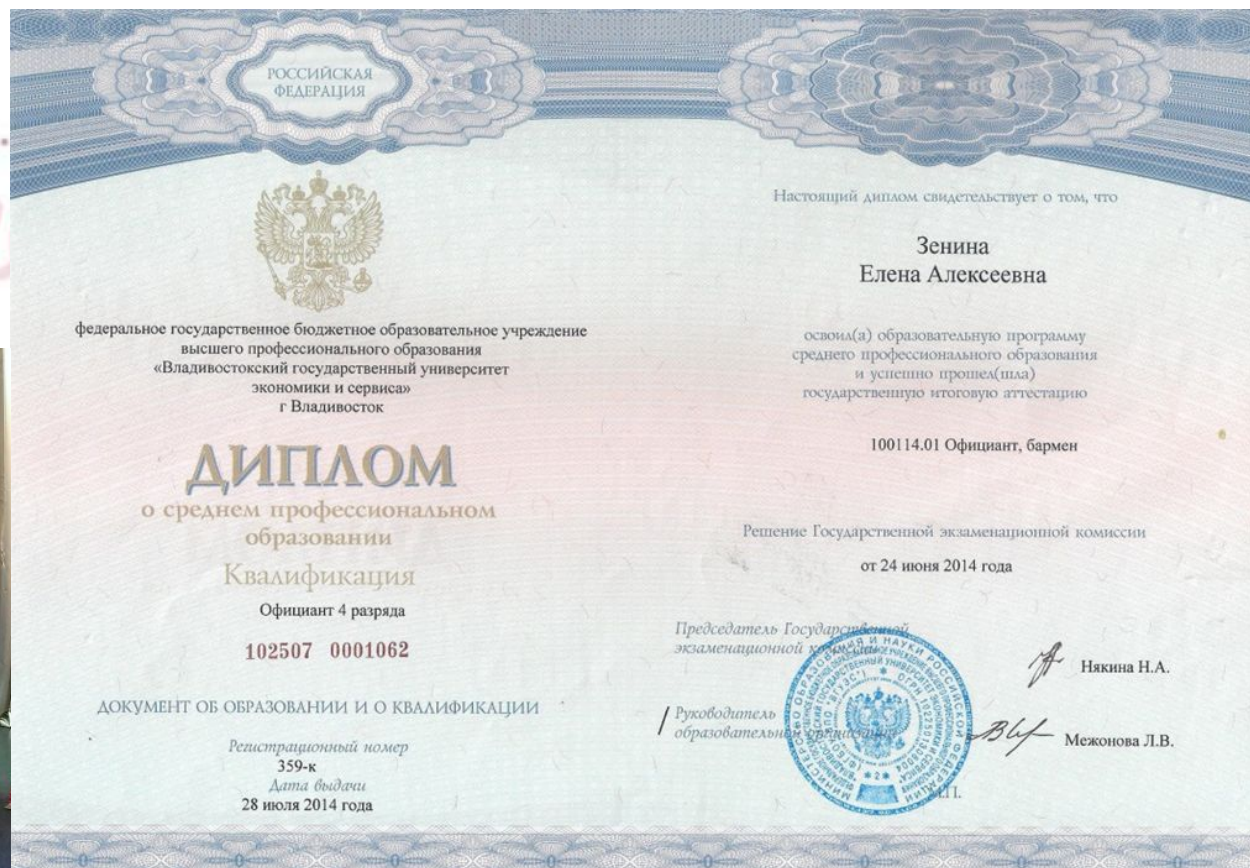 РОССИЙСКАЯ
ФЕДЕРАЦИЯ
федеральное государственное бюджетное образовательное учреждение
высшего профессионального образования
«Владивостокский государственный университет
экономики и сервиса»
г Владивосток
ДИПЛОМ
о среднем профессиональном
образовании
Квалификация
Официант 4 разряда
102507 0001062
ДОКУМЕНТ ОБ ОБРАЗОВАНИИ И О КВАЛИФИКАЦИИ
Регистрационный номер
359-к
Дата выдачи
28 июля 2014 года
Настоящий диплом свидетельствует о том, что
Зенина
Елена Алексеевна
освоил(а) образовательную программу
среднего профессионального образования
и успешно прошел(шла)
государственную итоговую аттестацию
100114.01 Официант, бармен
Решение Государственной экзаменационной комиссии
от 24 июня 2014 года
Председатель Государственной
экзаменационной комиссии
Някина Н.А.
Руководитель
образовательной организации
Межонова Л.В.
М.П.